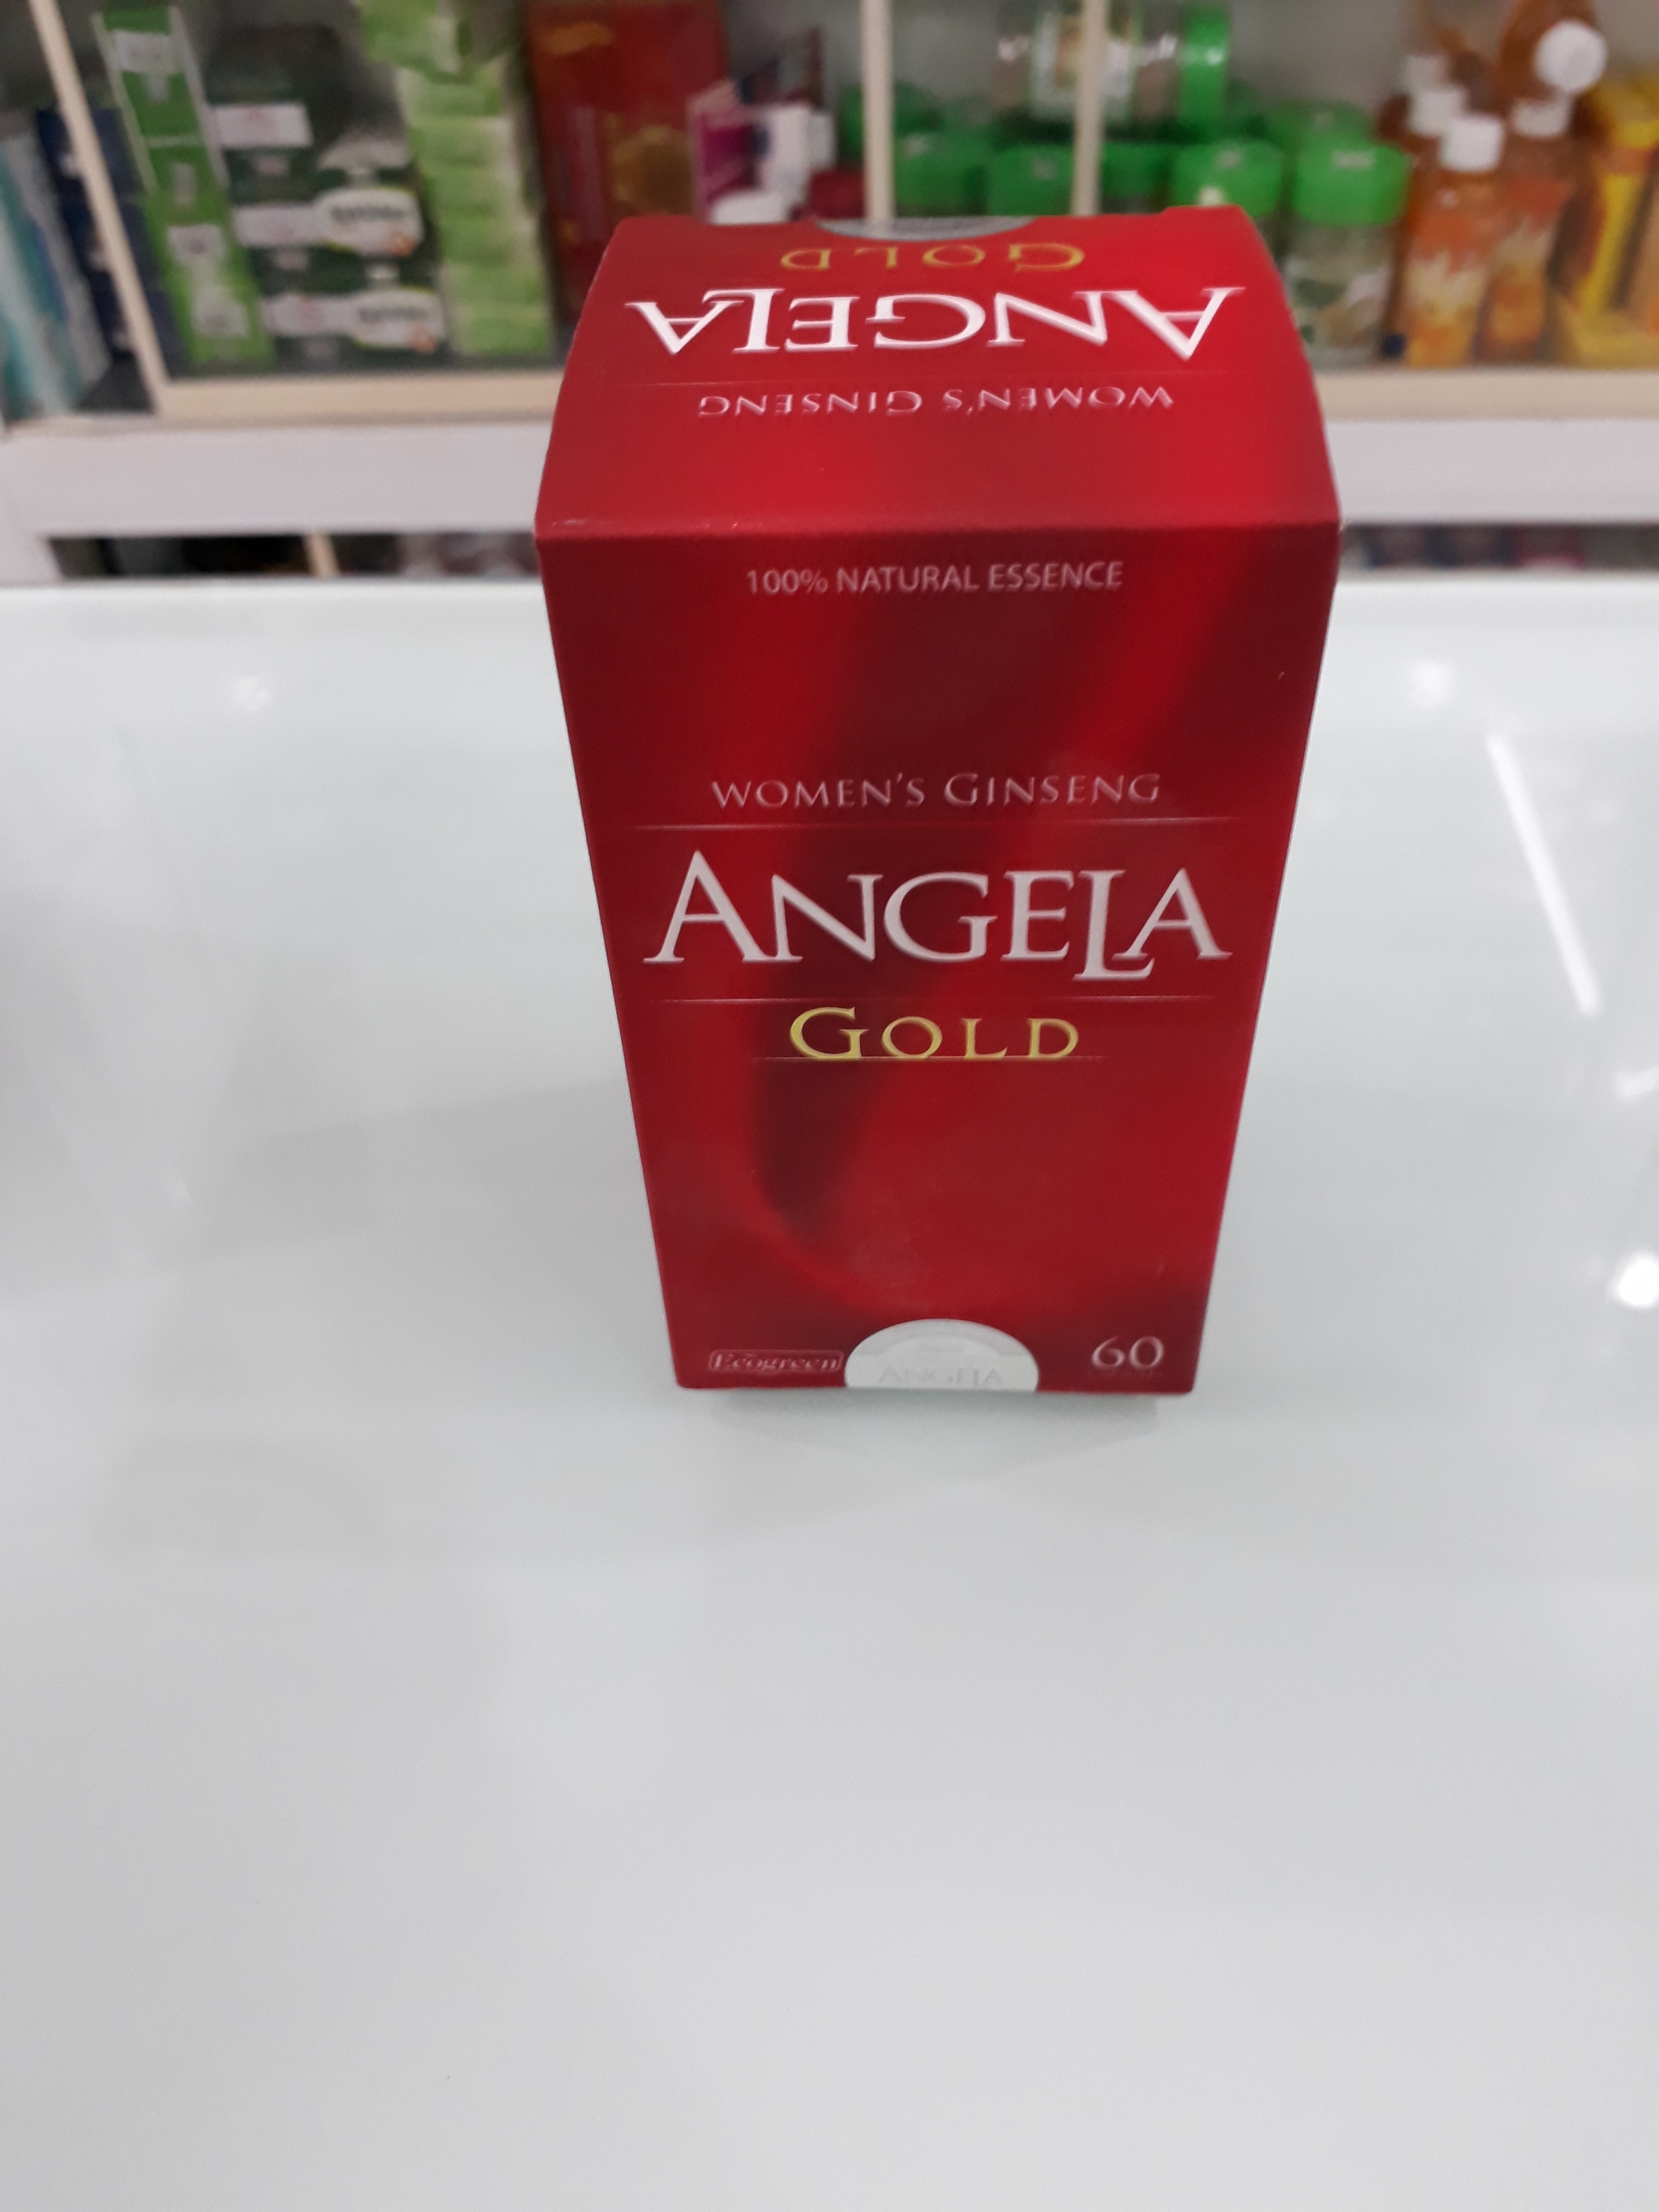 GOLD
ANGELA
WOMEN'S GINSENG
100% NATURAL ESSENCE
WOMEN'S GINSENG
ANGELA
GOLD
Ecogreen
ANGELA
60